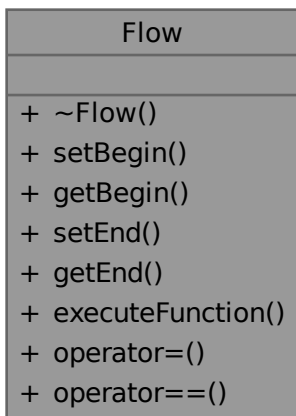 Flow
+ ~Flow()
+ setBegin()
+ getBegin()
+ setEnd()
+ getEnd()
+ executeFunction()
+ operator=()
+ operator==()